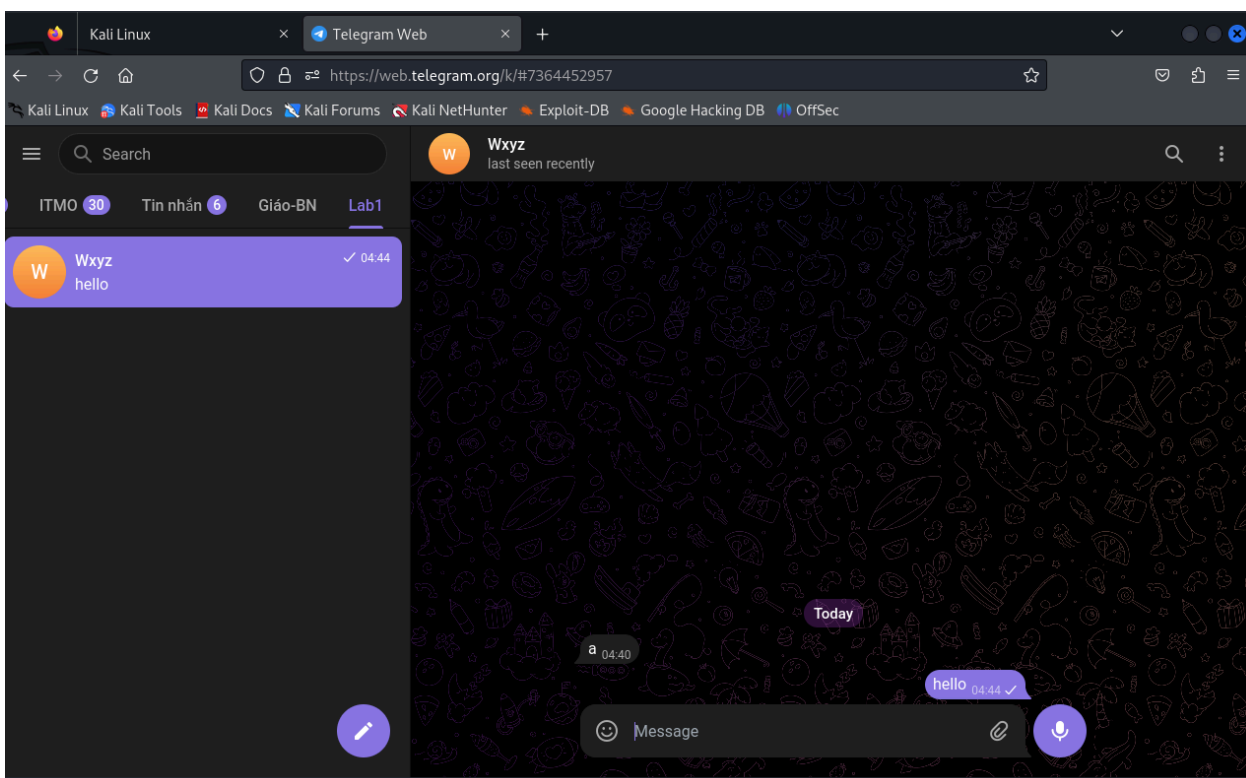 Kali Linux
Telegram Web
https://web.telegram.org/k/#7364452957
Kali Linux Kali Tools Kali Docs Kali Forums Kali NetHunter Exploit-DB Google Hacking DB OffSec
Search
ITMO 30 Tin nhắn 6 Giáo-BN Lab1
W
Wxyz 04:44
hello
W
Wxyz
last seen recently
Today
a 04:40
hello 04:44
Message